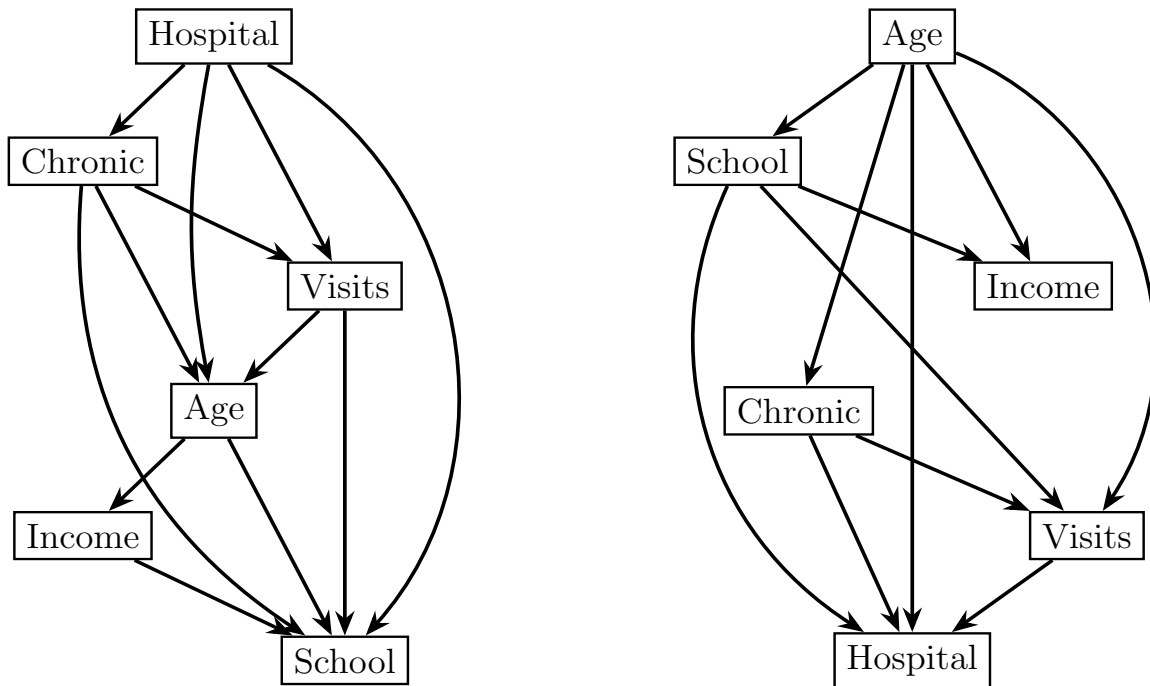 Hospital
Chronic
Visits
Age
Income
School
Age
School
Income
Chronic
Visits
Hospital